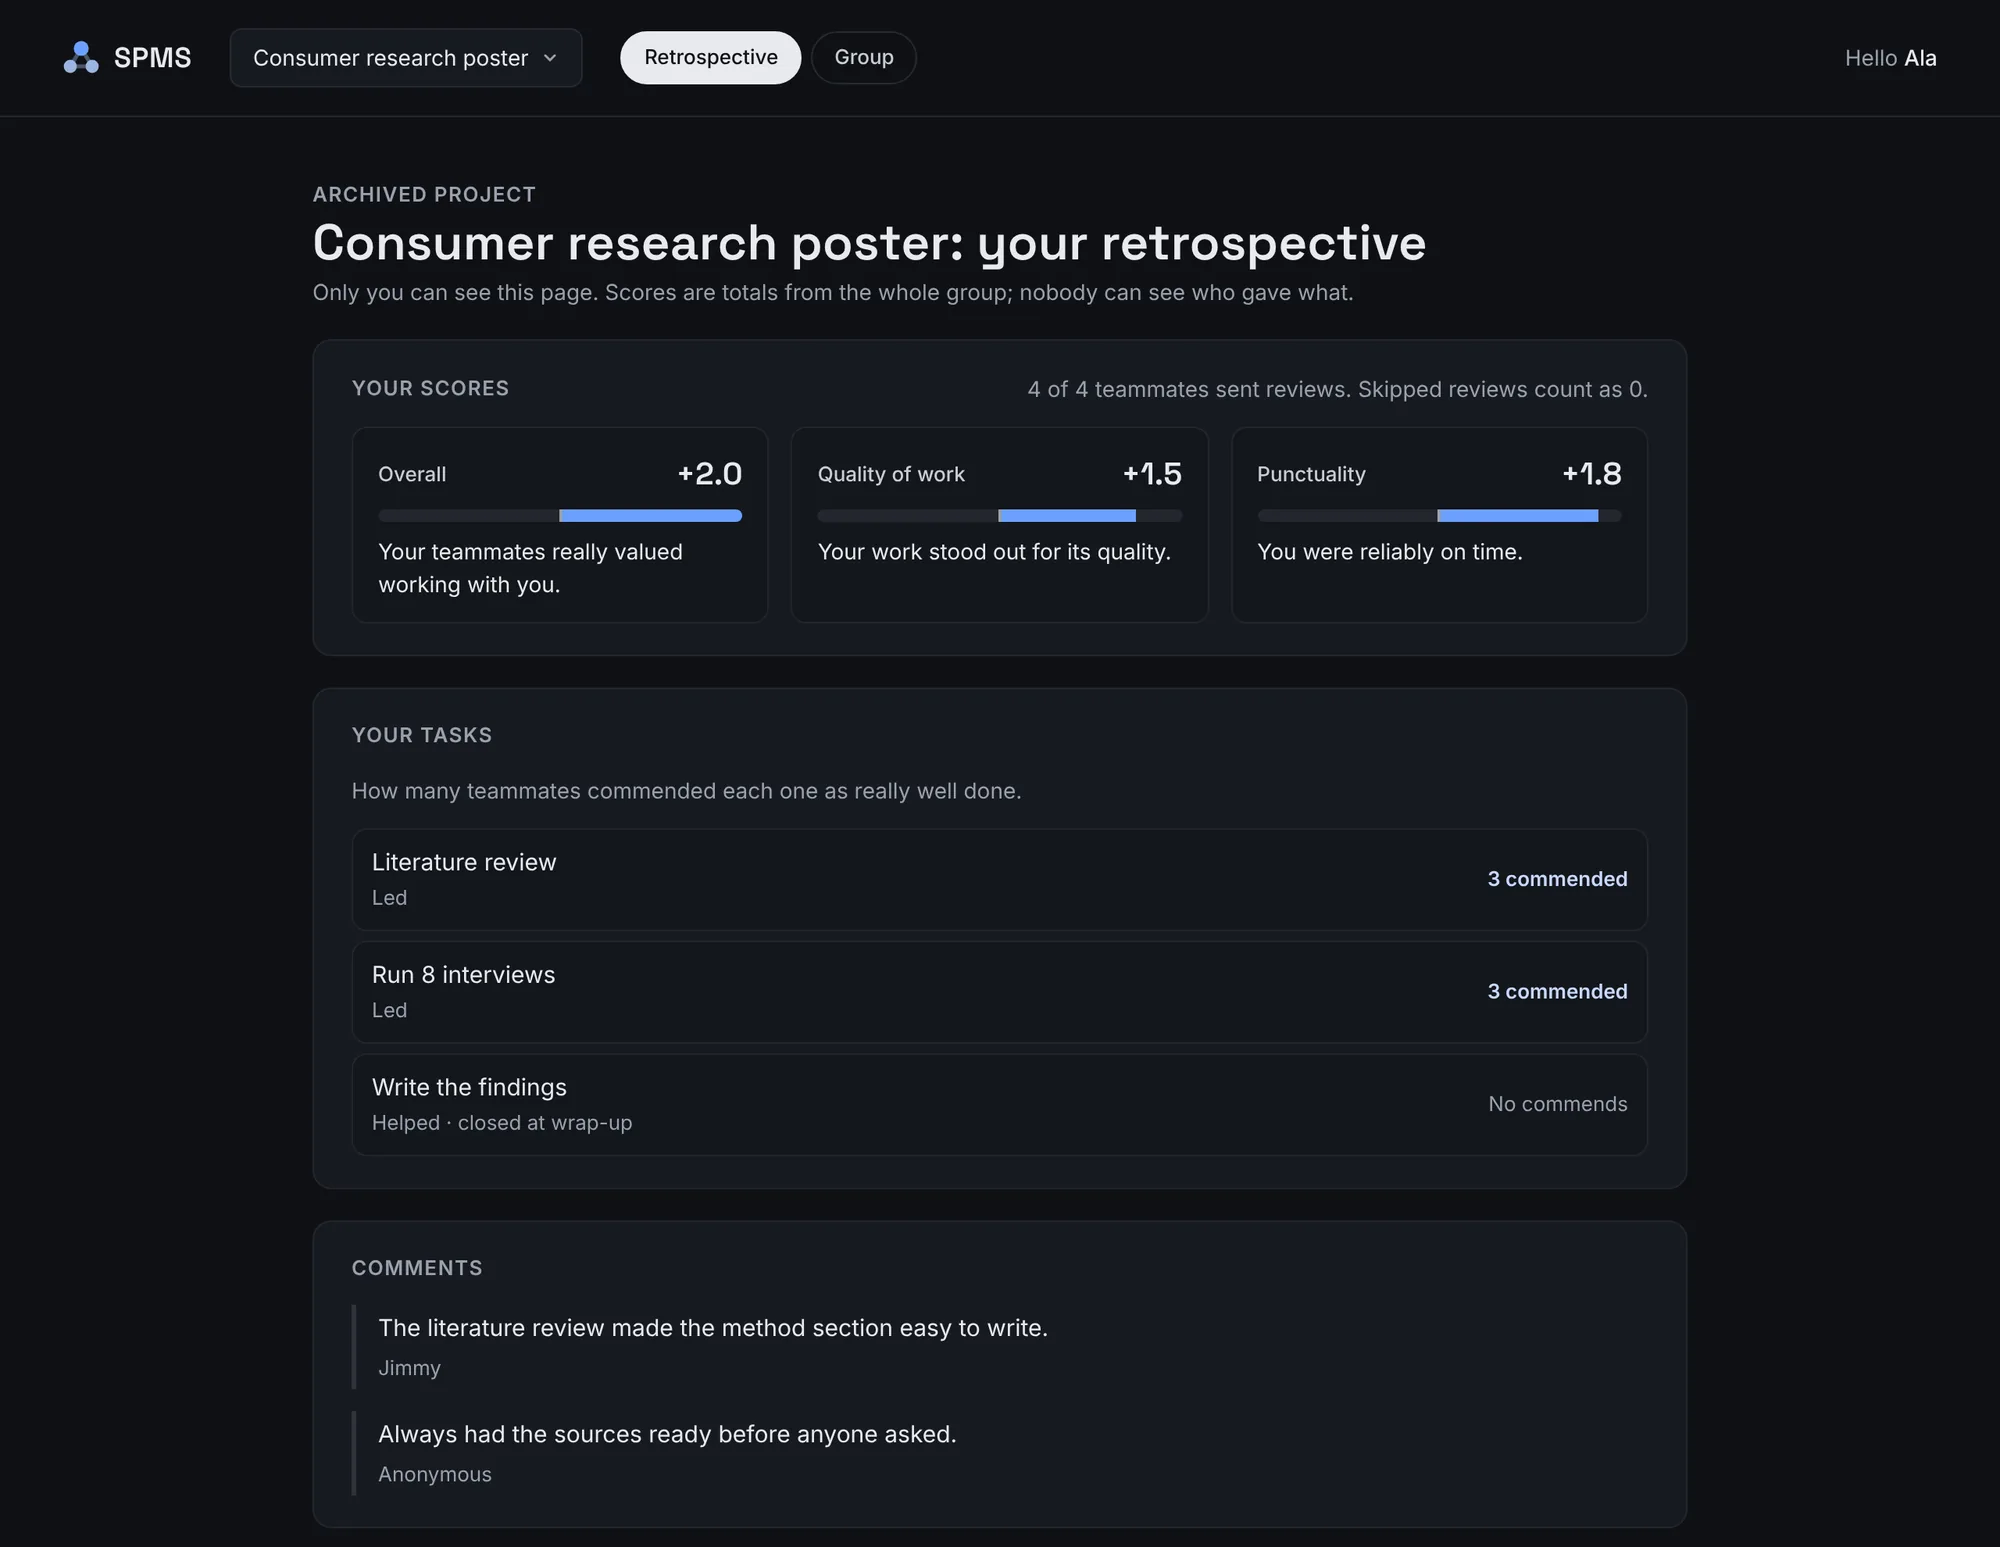 SPMS
Consumer research poster
Retrospective
Group
Hello Ala
ARCHIVED PROJECT
Consumer research poster: your retrospective
Only you can see this page. Scores are totals from the whole group; nobody can see who gave what.
YOUR SCORES
4 of 4 teammates sent reviews. Skipped reviews count as 0.
Overall
+2.0
Your teammates really valued
working with you.
Quality of work
+1.5
Your work stood out for its quality.
Punctuality
+1.8
You were reliably on time.
YOUR TASKS
How many teammates commended each one as really well done.
Literature review
Led
3 commended
Run 8 interviews
Led
3 commended
Write the findings
Helped · closed at wrap-up
No commends
COMMENTS
The literature review made the method section easy to write.
Jimmy
Always had the sources ready before anyone asked.
Anonymous